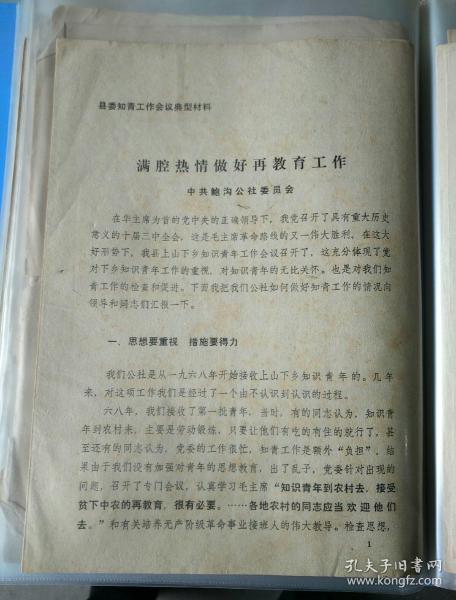 县委知青工作会议典型材料
满腔热情做好再教育工作
中共鲍沟公社委员会
在华主席为首的党中央的正确领导下，我党召开了具有重大历史
意义的十届三中全会，这是毛主席革命路线的又一伟大胜利，在这大
好形势下，我县上山下乡知识青年工作会议召开了，这充分体现了党
对下乡知识青年工作的重视，对知识青年的无比关怀。也是对我们知
青工作的检查和促进。下面我把我们公社如何做好知青工作的情况向
领导和同志们汇报一下。
一、思想要重视 措施要得力
我们公社是从一九六八年开始接收上山下乡知识青年的。几年
来，对这项工作我们是经过了一个由不认识到认识的过程。
六八年，我们接收了第一批青年，当时，有的同志认为，知识青
年到农村来，主要是劳动锻炼，只要让他们有吃的有住的就行了，甚
至还有的同志认为，党委的工作很忙，知青工作是额外“负担”，结
果由于我们没有加强对青年的思想教育，出了乱子，党委针对出现的
问题，召开了专门会议，认真学习毛主席“知识青年到农村去，接受
贫下中农的再教育，很有必要。……各地农村的同志应当欢迎他们
去。”和有关培养无产阶级革命事业接班人的伟大教导。检查思想，
1
孔夫子旧书网
www.kongfz.com